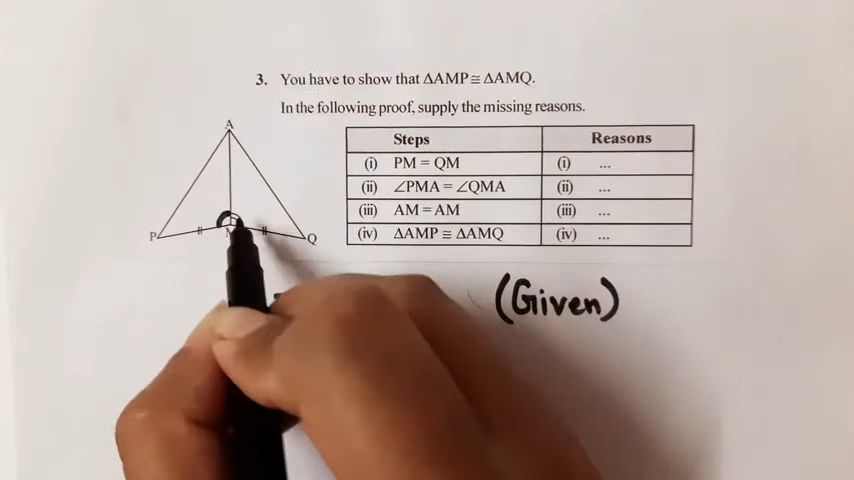 3. You have to show that ΔAMP ≅ ΔAMQ.
In the following proof, supply the missing reasons.
A
Steps Reasons
(i) PM = QM (i) ...
(ii) ∠PMA = ∠QMA (ii) ...
(iii) AM = AM (iii) ...
(iv) ΔAMP ≅ ΔAMQ (iv) ...
P M Q
(Given)